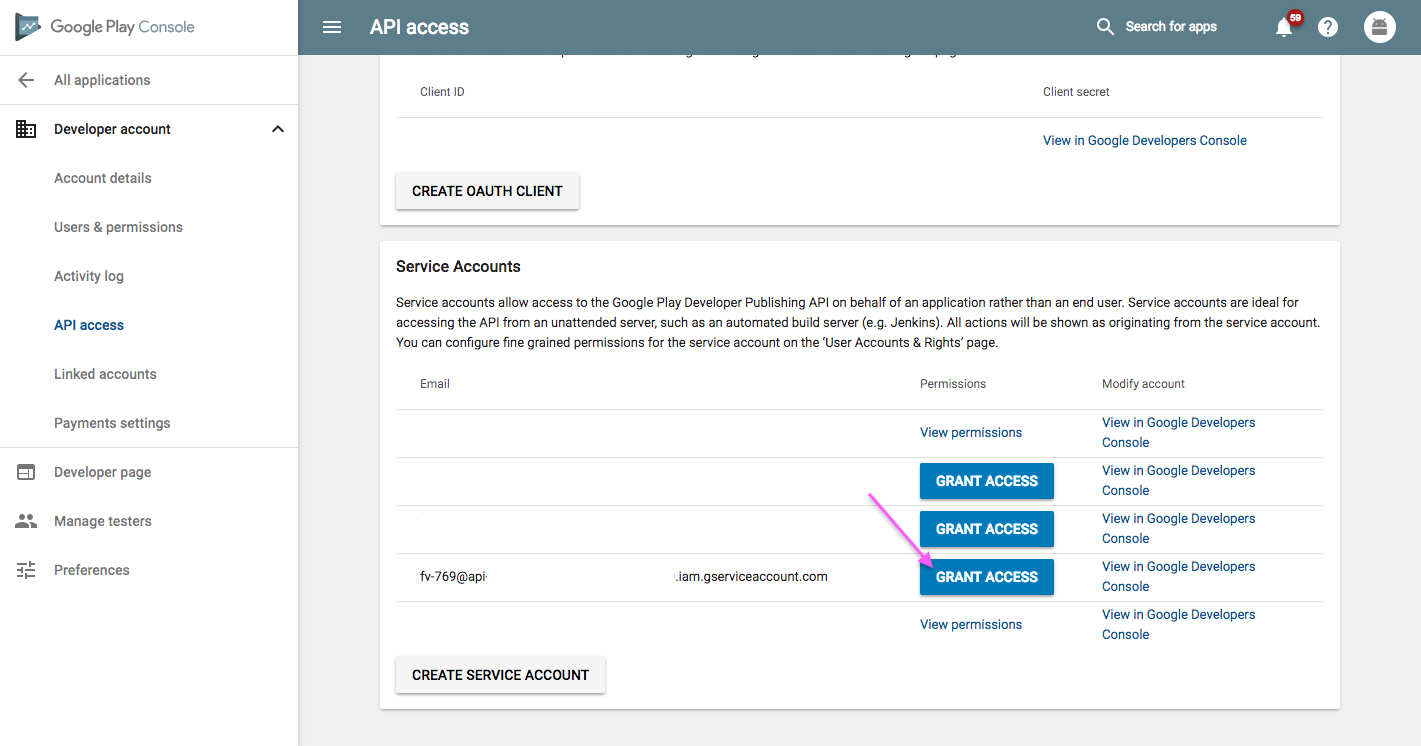 Google Play Console
API access
Search for apps
59
All applications
Developer account
Account details
Users & permissions
Activity log
API access
Linked accounts
Payments settings
Developer page
Manage testers
Preferences
Client ID
Client secret
View in Google Developers Console
CREATE OAUTH CLIENT
Service Accounts
Service accounts allow access to the Google Play Developer Publishing API on behalf of an application rather than an end user. Service accounts are ideal for
accessing the API from an unattended server, such as an automated build server (e.g. Jenkins). All actions will be shown as originating from the service account.
You can configure fine grained permissions for the service account on the ‘User Accounts & Rights’ page.
Email
Permissions
Modify account
View permissions
View in Google Developers
Console
GRANT ACCESS
View in Google Developers
Console
GRANT ACCESS
View in Google Developers
Console
fv-769@api-
.iam.gserviceaccount.com
GRANT ACCESS
View in Google Developers
Console
View permissions
View in Google Developers
Console
CREATE SERVICE ACCOUNT